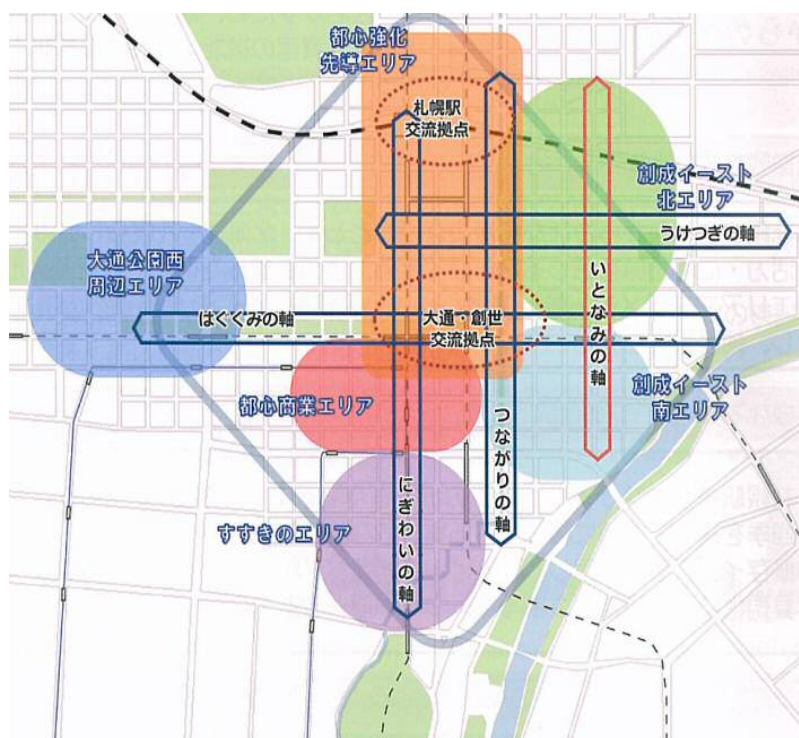 都心強化
先導エリア
札幌駅
交流拠点
創成イースト
北エリア
うけつぎの軸
大通公園西
周辺エリア
いとなみの軸
はぐくみの軸
大通・創世
交流拠点
都心商業エリア
創成イースト
南エリア
つながりの軸
にぎわいの軸
すすきのエリア